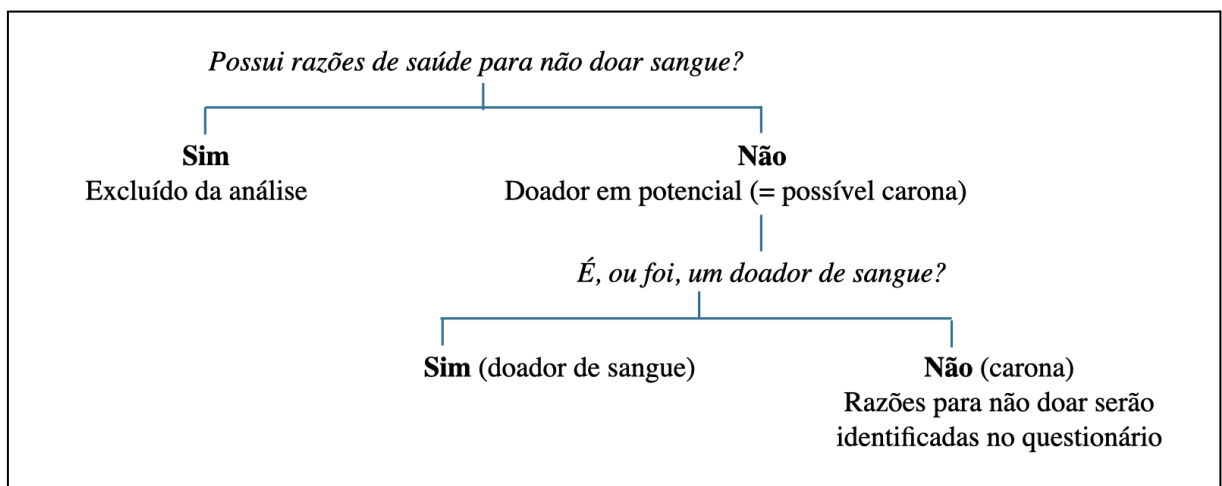 Possui razões de saúde para não doar sangue?
Sim
Excluído da análise
Não
Doador em potencial (= possível carona)
É, ou foi, um doador de sangue?
Sim (doador de sangue)
Não (carona)
Razões para não doar serão
identificadas no questionário